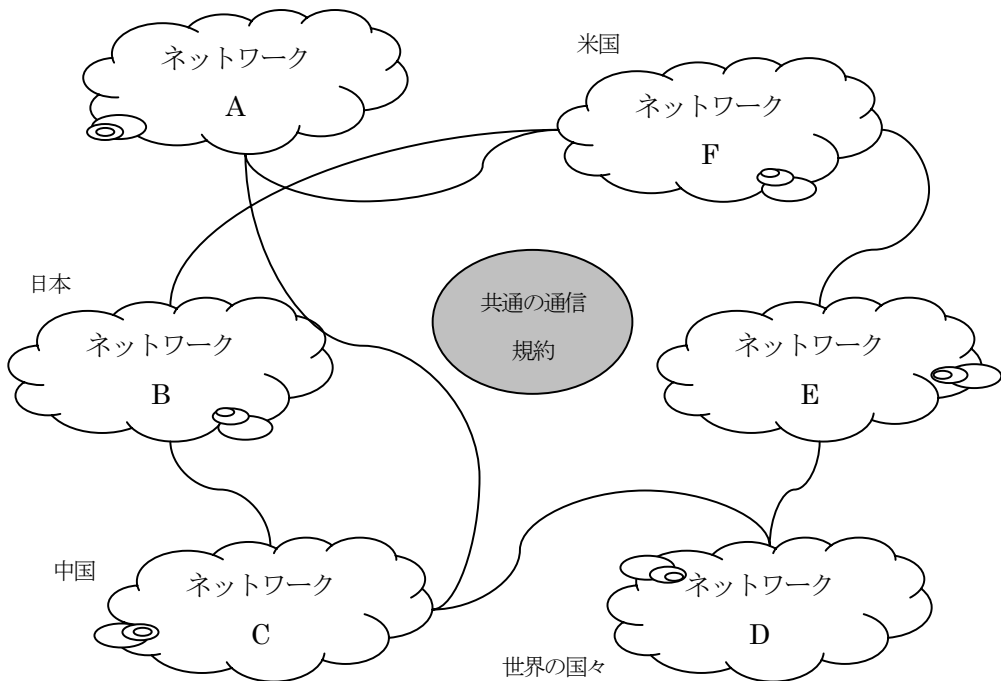 ネットワーク
A
米国
ネットワーク
F
日本
ネットワーク
B
共通の通信
規約
ネットワーク
E
中国
ネットワーク
C
ネットワーク
D
世界の国々